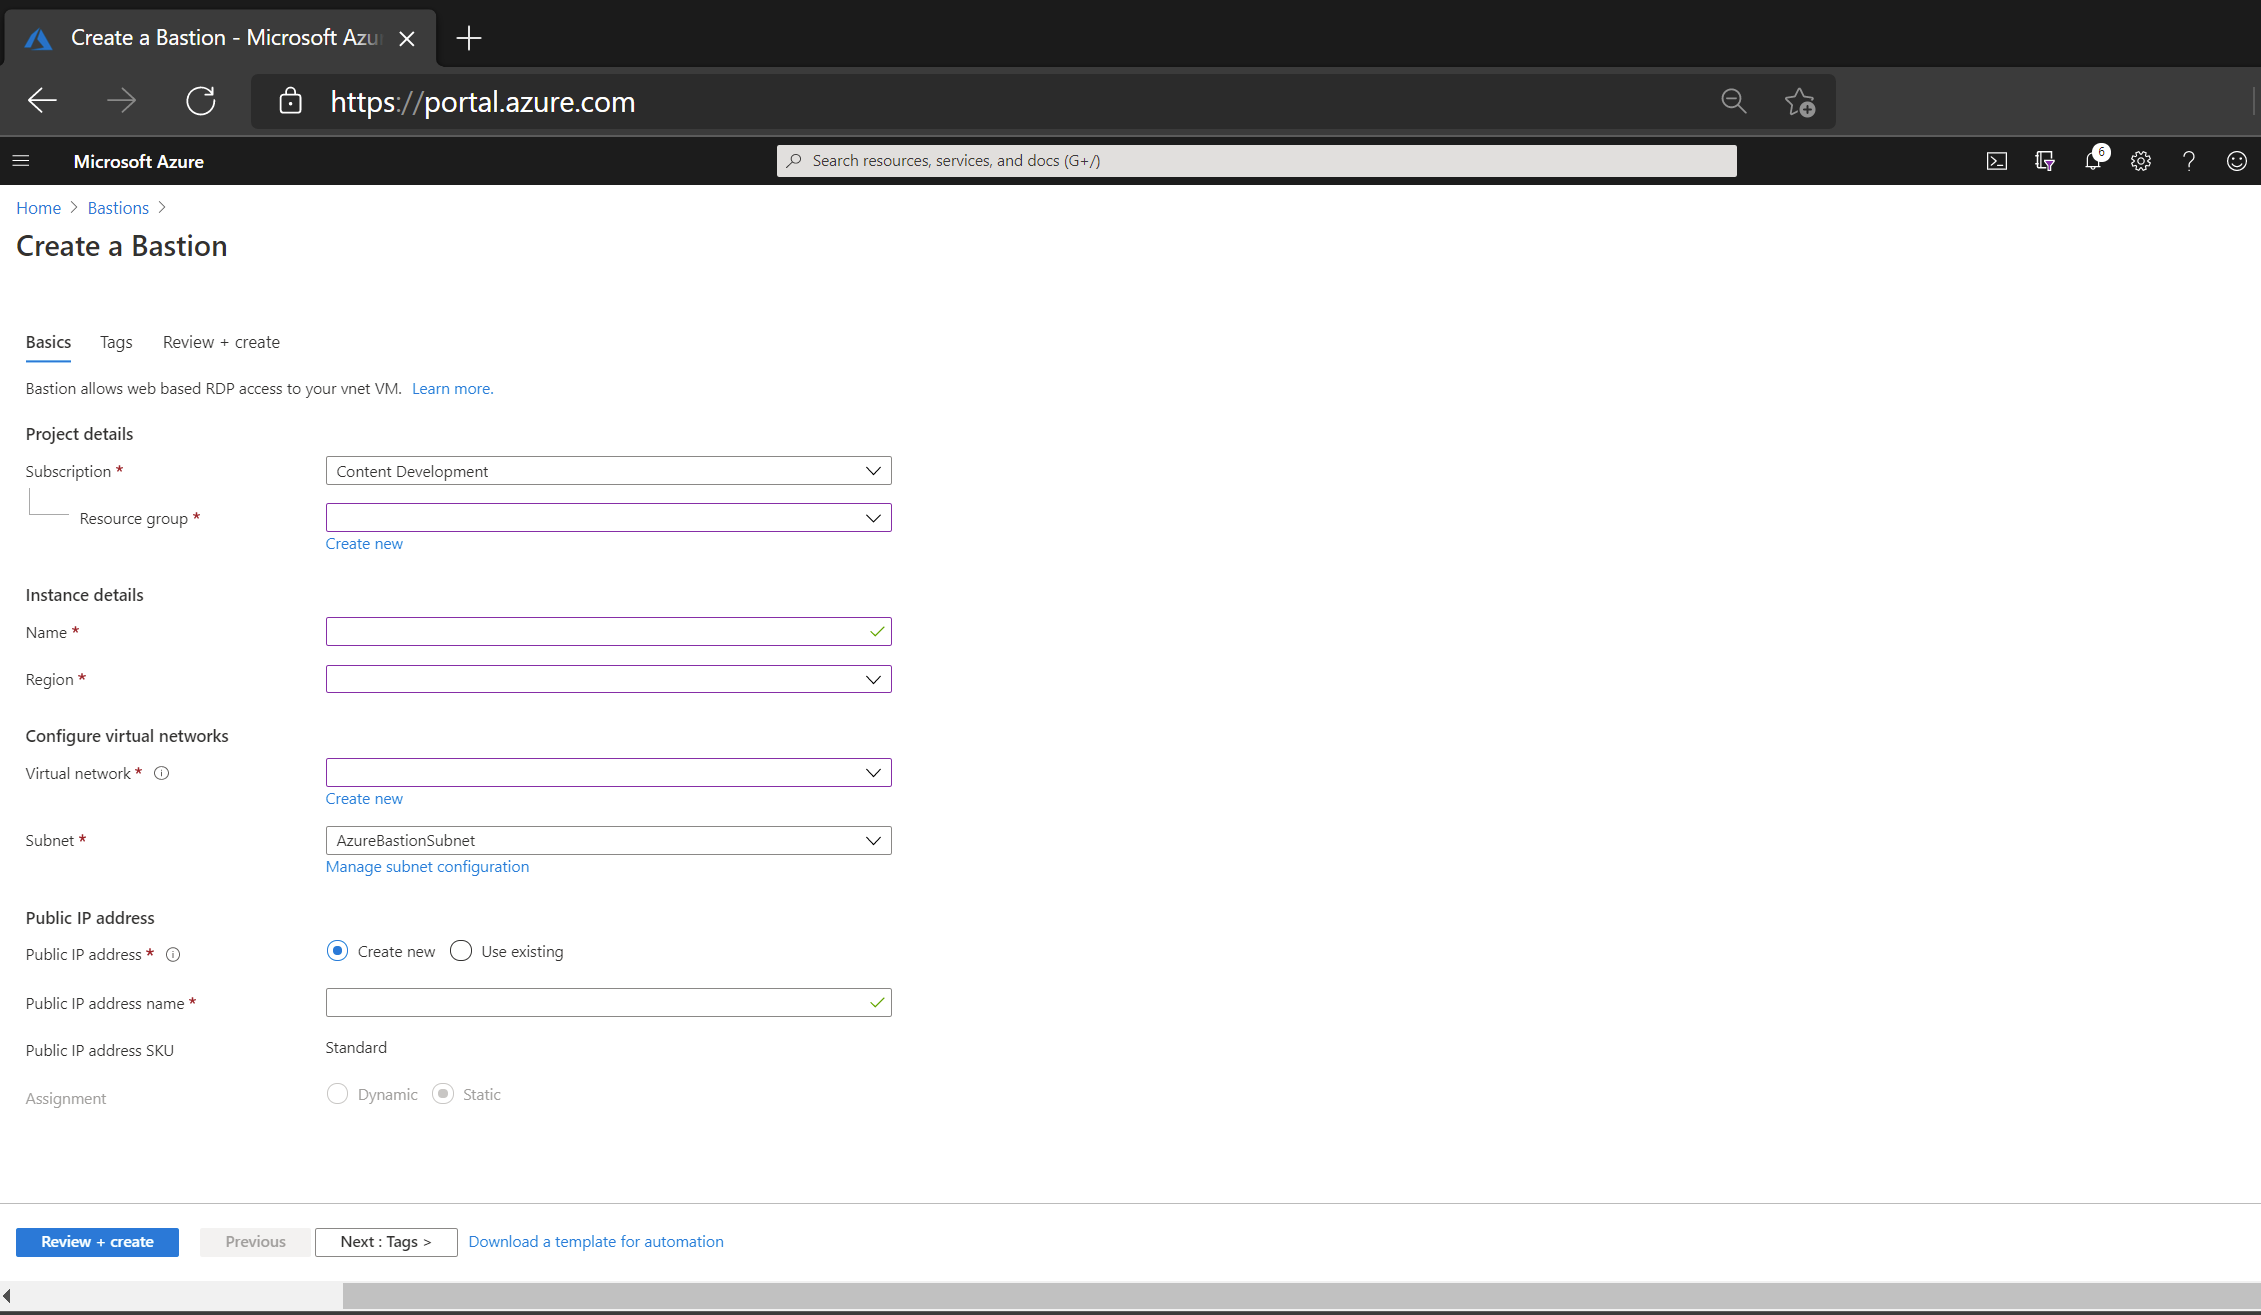 Create a Bastion - Microsoft Azu
https://portal.azure.com
Microsoft Azure
Search resources, services, and docs (G+/)
6
Home > Bastions >
Create a Bastion
Basics Tags Review + create
Bastion allows web based RDP access to your vnet VM. Learn more.
Project details
Subscription * Content Development
Resource group *
Create new
Instance details
Name *
Region *
Configure virtual networks
Virtual network *
Create new
Subnet * AzureBastionSubnet
Manage subnet configuration
Public IP address
Public IP address * Create new Use existing
Public IP address name *
Public IP address SKU Standard
Assignment Dynamic Static
Review + create Previous Next : Tags > Download a template for automation